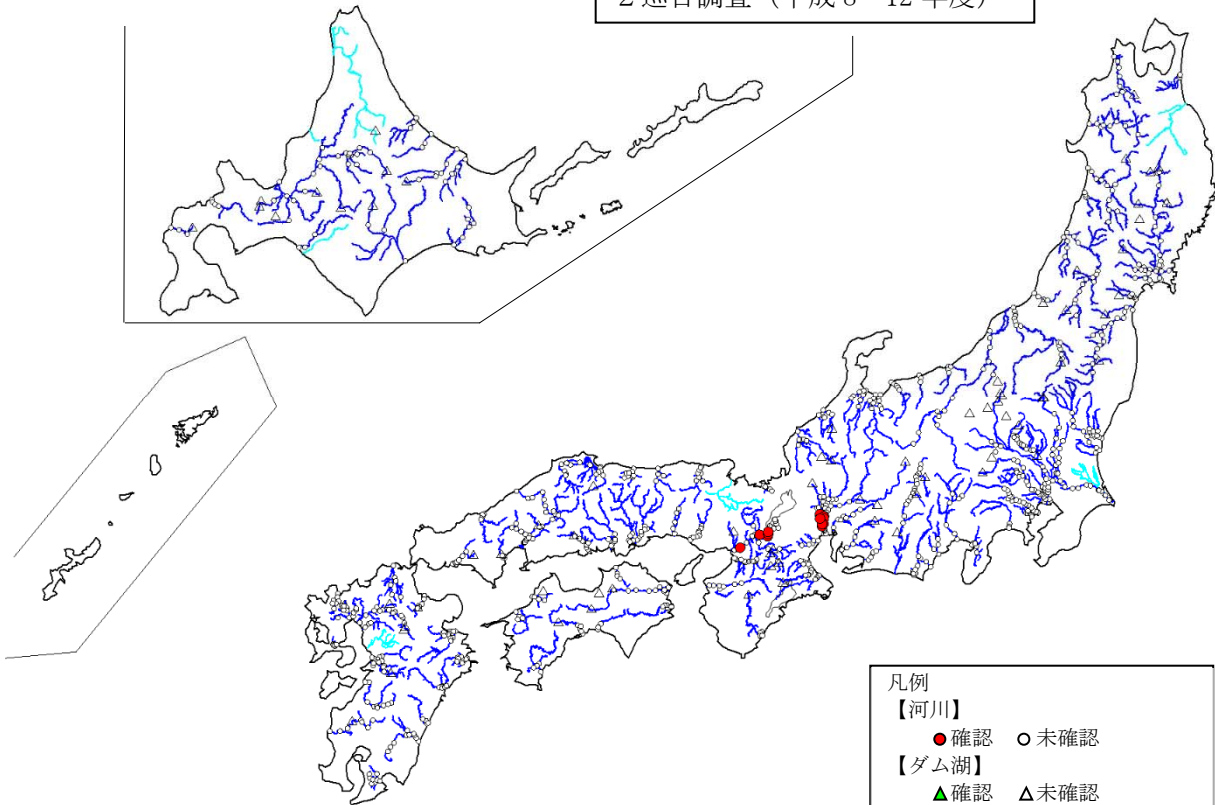 2 巡目調査（平成 8−12 年度）
凡例
【河川】
●確認 ○未確認
【ダム湖】
▲確認 △未確認